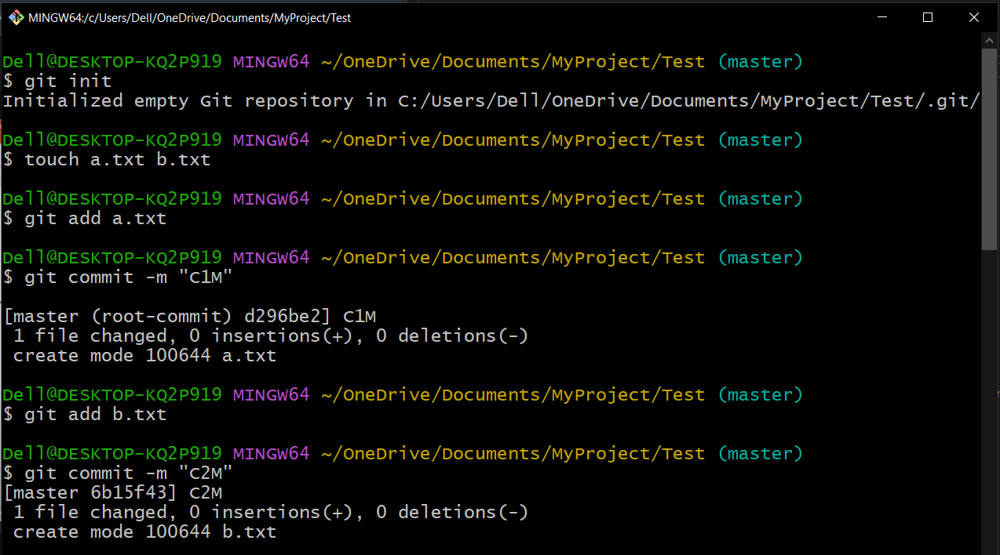 MINGW64:/c/Users/Dell/OneDrive/Documents/MyProject/Test
Dell@DESKTOP-KQ2P919 MINGW64 ~/OneDrive/Documents/MyProject/Test (master)
$ git init
Initialized empty Git repository in C:/Users/Dell/OneDrive/Documents/MyProject/Test/.git/
Dell@DESKTOP-KQ2P919 MINGW64 ~/OneDrive/Documents/MyProject/Test (master)
$ touch a.txt b.txt
Dell@DESKTOP-KQ2P919 MINGW64 ~/OneDrive/Documents/MyProject/Test (master)
$ git add a.txt
Dell@DESKTOP-KQ2P919 MINGW64 ~/OneDrive/Documents/MyProject/Test (master)
$ git commit -m "C1M"
[master (root-commit) d296be2] C1M
 1 file changed, 0 insertions(+), 0 deletions(-)
 create mode 100644 a.txt
Dell@DESKTOP-KQ2P919 MINGW64 ~/OneDrive/Documents/MyProject/Test (master)
$ git add b.txt
Dell@DESKTOP-KQ2P919 MINGW64 ~/OneDrive/Documents/MyProject/Test (master)
$ git commit -m "C2M"
[master 6b15f43] C2M
 1 file changed, 0 insertions(+), 0 deletions(-)
 create mode 100644 b.txt